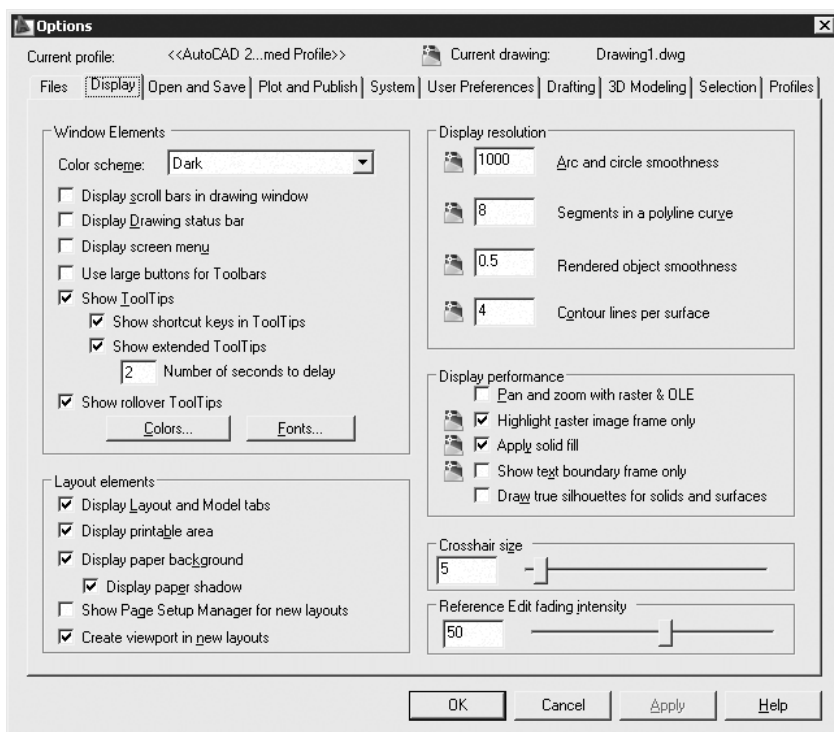 Options
Current profile: <<AutoCAD 2...med Profile>> Current drawing: Drawing1.dwg
Files Display Open and Save Plot and Publish System User Preferences Drafting 3D Modeling Selection Profiles
Window Elements
Color scheme: Dark
Display scroll bars in drawing window
Display Drawing status bar
Display screen menu
Use large buttons for Toolbars
Show ToolTips
Show shortcut keys in ToolTips
Show extended ToolTips
2 Number of seconds to delay
Show rollover ToolTips
Colors... Fonts...
Layout elements
Display Layout and Model tabs
Display printable area
Display paper background
Display paper shadow
Show Page Setup Manager for new layouts
Create viewport in new layouts
Display resolution
1000 Arc and circle smoothness
8 Segments in a polyline curve
0.5 Rendered object smoothness
4 Contour lines per surface
Display performance
Pan and zoom with raster & OLE
Highlight raster image frame only
Apply solid fill
Show text boundary frame only
Draw true silhouettes for solids and surfaces
Crosshair size
5
Reference Edit fading intensity
50
OK Cancel Apply Help